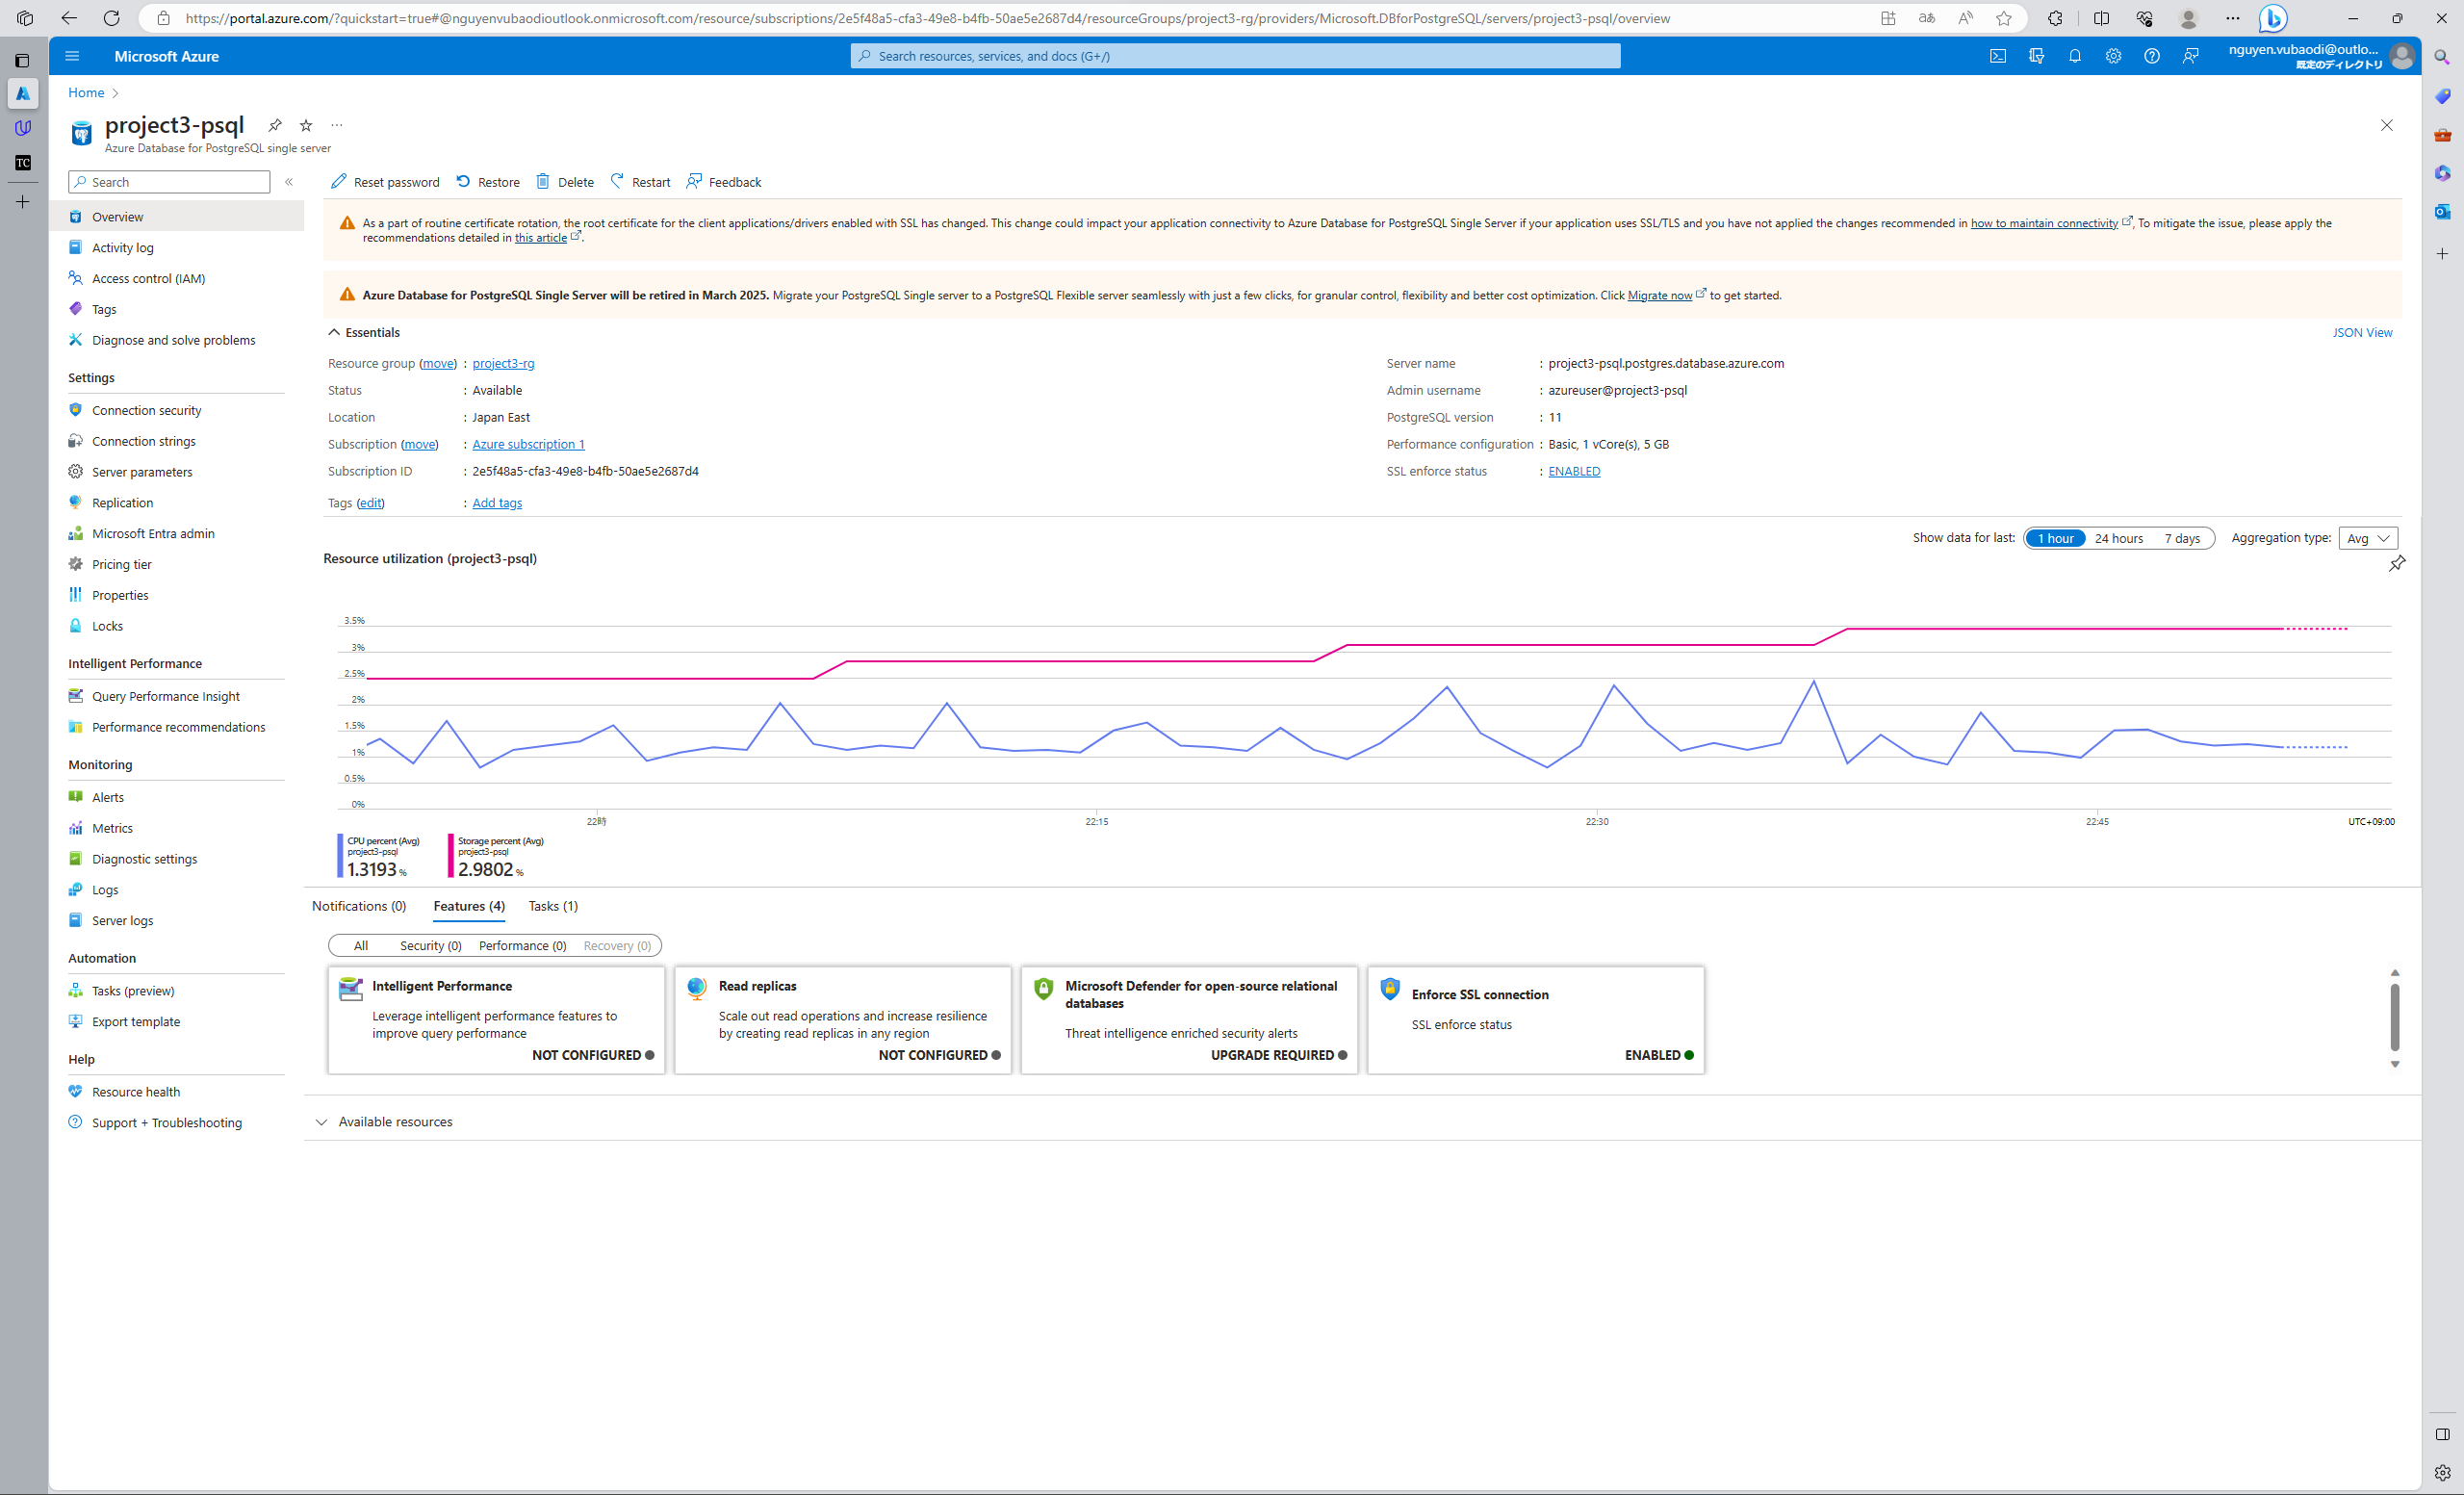 https://portal.azure.com/?quickstart=true#@nguyenvubaodioutlook.onmicrosoft.com/resource/subscriptions/2e5f48a5-cfa3-49e8-b4fb-50ae5e2687d4/resourceGroups/project3-rg/providers/Microsoft.DBforPostgreSQL/servers/project3-psql/overview
Microsoft Azure
Search resources, services, and docs (G+/)
nguyen.vubaodi@outlo...
既定のディレクトリ
Home
project3-psql
Azure Database for PostgreSQL single server
Search
Reset password
Restore
Delete
Restart
Feedback
Overview
Activity log
Access control (IAM)
Tags
Diagnose and solve problems
Settings
Connection security
Connection strings
Server parameters
Replication
Microsoft Entra admin
Pricing tier
Properties
Locks
Intelligent Performance
Query Performance Insight
Performance recommendations
Monitoring
Alerts
Metrics
Diagnostic settings
Logs
Server logs
Automation
Tasks (preview)
Export template
Help
Resource health
Support + Troubleshooting
As a part of routine certificate rotation, the root certificate for the client applications/drivers enabled with SSL has changed. This change could impact your application connectivity to Azure Database for PostgreSQL Single Server if your application uses SSL/TLS and you have not applied the changes recommended in how to maintain connectivity , To mitigate the issue, please apply the
recommendations detailed in this article .
Azure Database for PostgreSQL Single Server will be retired in March 2025. Migrate your PostgreSQL Single server to a PostgreSQL Flexible server seamlessly with just a few clicks, for granular control, flexibility and better cost optimization. Click Migrate now to get started.
Essentials
JSON View
Resource group (move) : project3-rg
Status : Available
Location : Japan East
Subscription (move) : Azure subscription 1
Subscription ID : 2e5f48a5-cfa3-49e8-b4fb-50ae5e2687d4
Tags (edit) : Add tags
Server name : project3-psql.postgres.database.azure.com
Admin username : azureuser@project3-psql
PostgreSQL version : 11
Performance configuration : Basic, 1 vCore(s), 5 GB
SSL enforce status : ENABLED
Show data for last: 1 hour 24 hours 7 days Aggregation type: Avg
Resource utilization (project3-psql)
3.5%
3%
2.5%
2%
1.5%
1%
0.5%
0%
22時 22:15 22:30 22:45 UTC+09:00
CPU percent (Avg)
project3-psql
1.3193 %
Storage percent (Avg)
project3-psql
2.9802 %
Notifications (0) Features (4) Tasks (1)
All Security (0) Performance (0) Recovery (0)
Intelligent Performance
Leverage intelligent performance features to
improve query performance
NOT CONFIGURED
Read replicas
Scale out read operations and increase resilience
by creating read replicas in any region
NOT CONFIGURED
Microsoft Defender for open-source relational
databases
Threat intelligence enriched security alerts
UPGRADE REQUIRED
Enforce SSL connection
SSL enforce status
ENABLED
Available resources